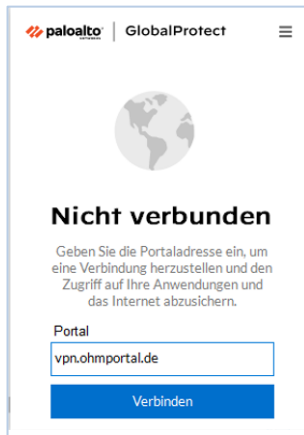 paloalto NETWORKS GlobalProtect
Nicht verbunden
Geben Sie die Portaladresse ein, um
eine Verbindung herzustellen und den
Zugriff auf Ihre Anwendungen und
das Internet abzusichern.
Portal
vpn.ohmportal.de
Verbinden